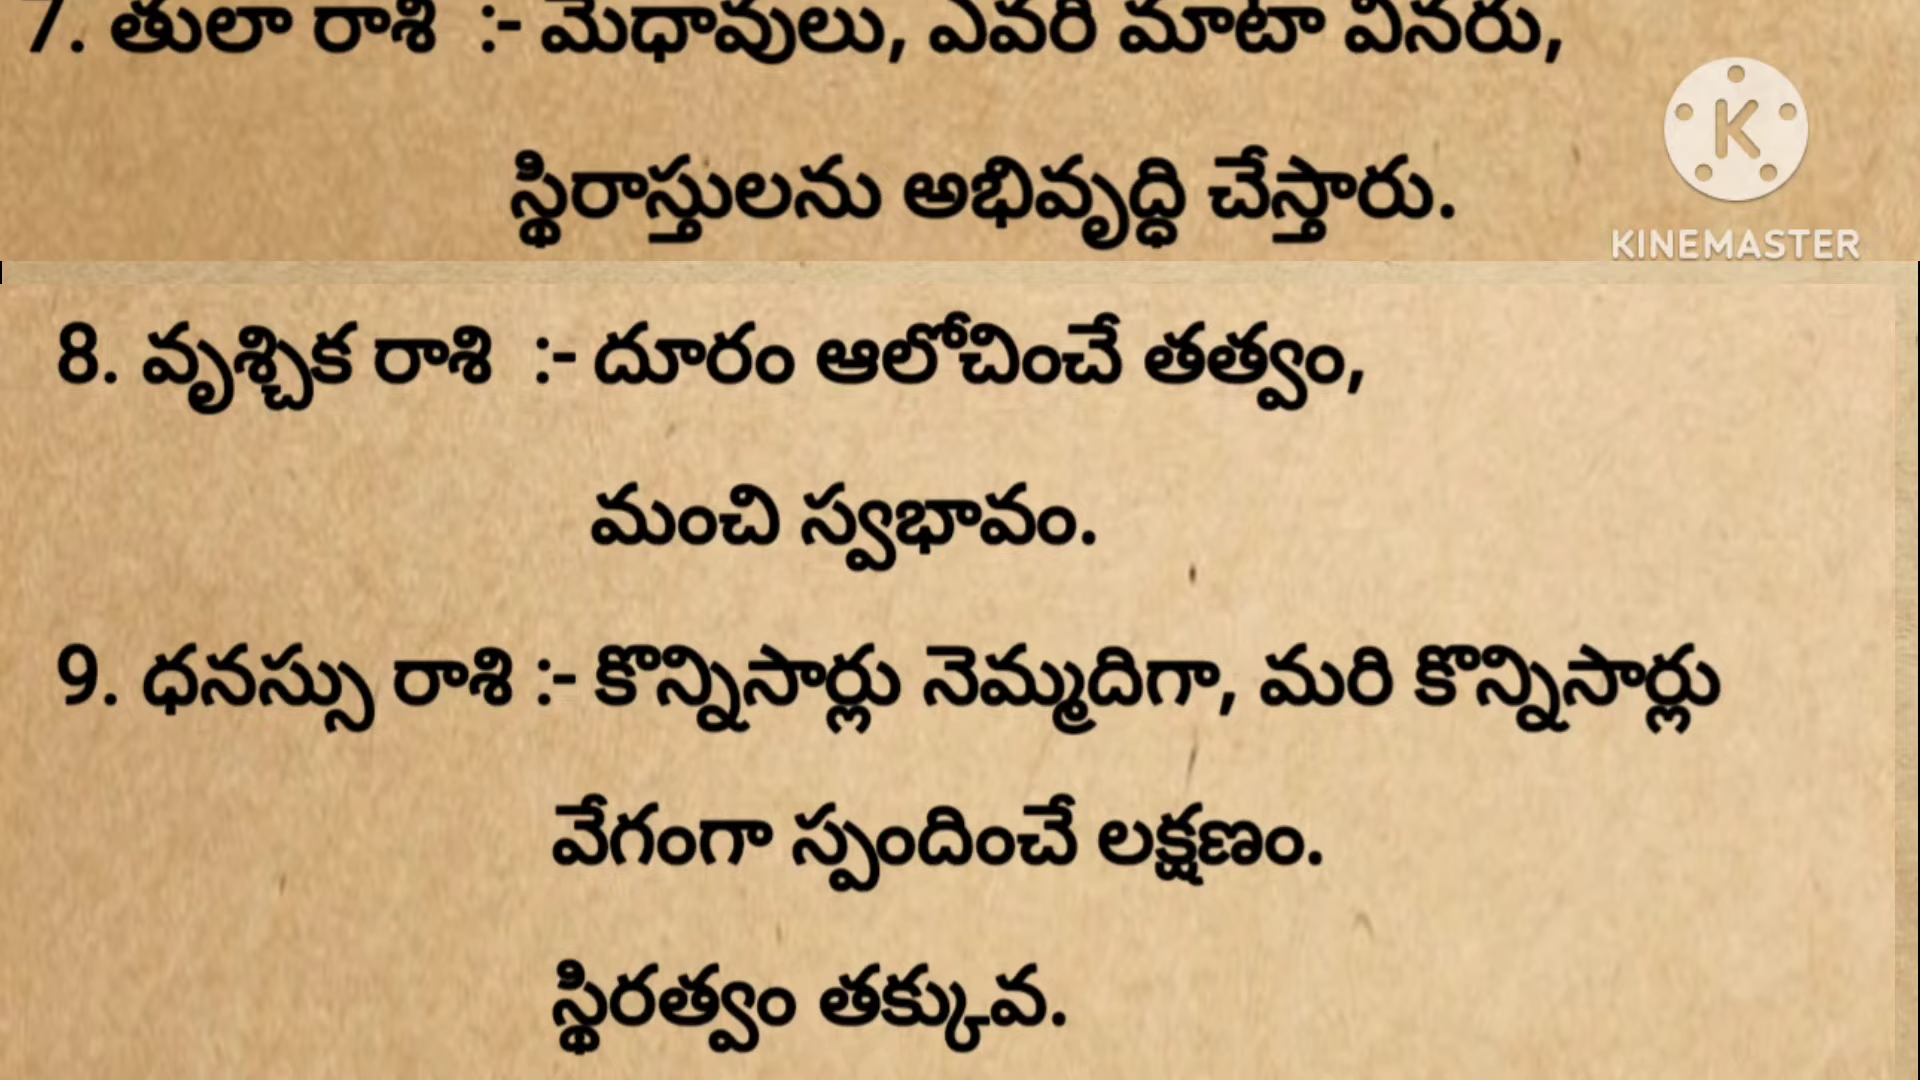 7. తులా రాశి :- మేధావులు, ఎవరి మాటా వినరు,
స్థిరాస్తులను అభివృద్ధి చేస్తారు.
KINEMASTER
8. వృశ్చిక రాశి :- దూరం ఆలోచించే తత్వం,
మంచి స్వభావం.
9. ధనస్సు రాశి :- కొన్నిసార్లు నెమ్మదిగా, మరి కొన్నిసార్లు
వేగంగా స్పందించే లక్షణం.
స్థిరత్వం తక్కువ.